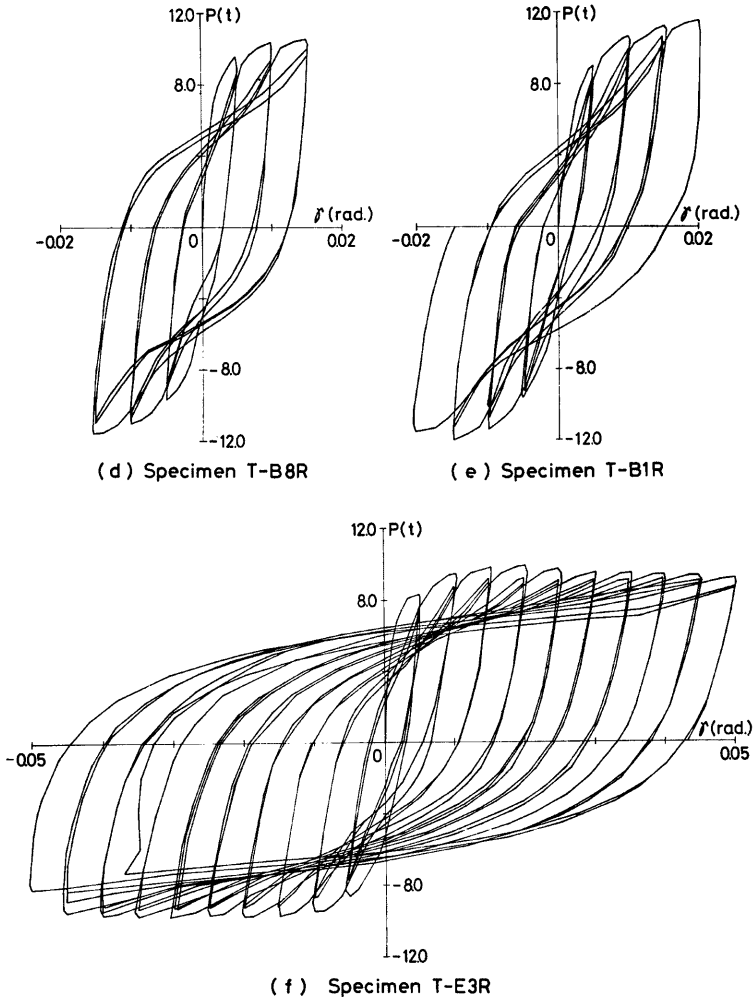 12.0 P(t)
8.0
γ(rad.)
-0.02
0
0.02
-8.0
-12.0
(d) Specimen T-B8R
12.0 P(t)
8.0
γ(rad.)
-0.02
0
0.02
-8.0
-12.0
(e) Specimen T-B1R
12.0 P(t)
8.0
γ(rad.)
-0.05
0
0.05
-8.0
-12.0
(f) Specimen T-E3R